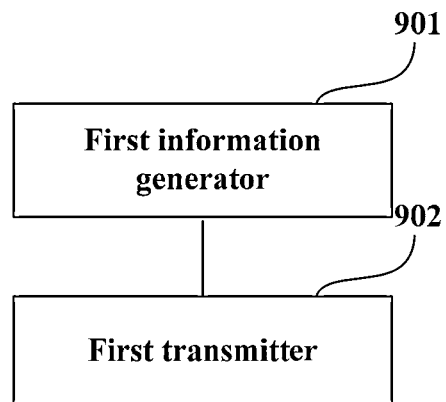 901
First information
generator
902
First transmitter